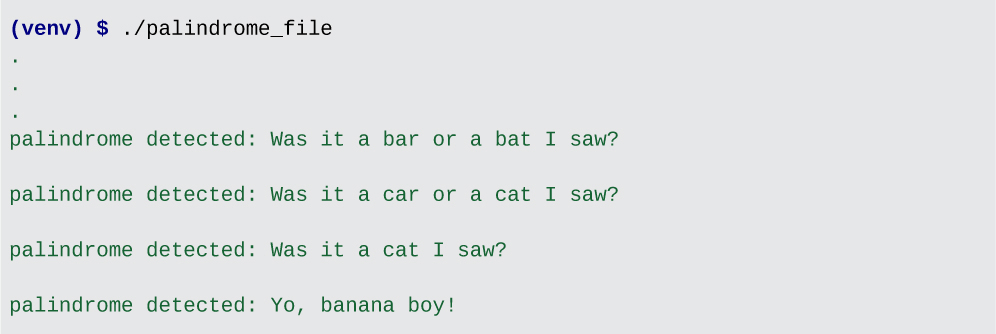 (venv) $ ./palindrome_file
.
.
.
palindrome detected: Was it a bar or a bat I saw?
palindrome detected: Was it a car or a cat I saw?
palindrome detected: Was it a cat I saw?
palindrome detected: Yo, banana boy!